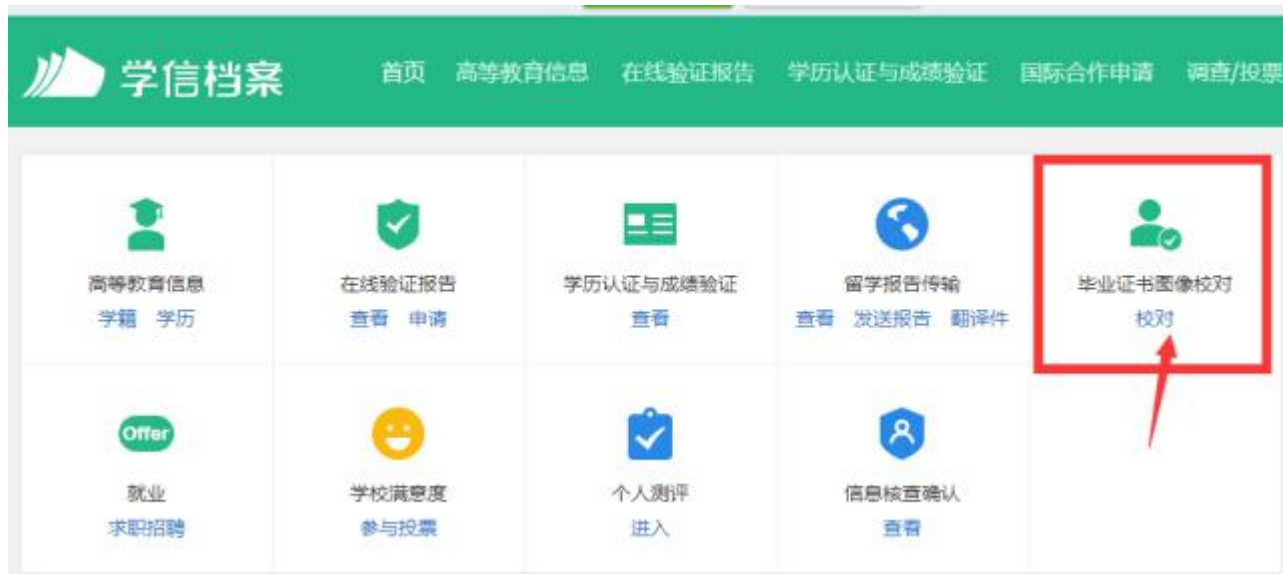 学信档案
首页 高等教育信息 在线验证报告 学历认证与成绩验证 国际合作申请 调查/投票
高等教育信息 在线验证报告 学历认证与成绩验证 留学报告传输 毕业证书图像校对
学籍 学历 查看 申请 查看 查看 发送报告 翻译件 校对
Offer
就业 学校满意度 个人测评 信息核查确认
求职招聘 参与投票 进入 查看